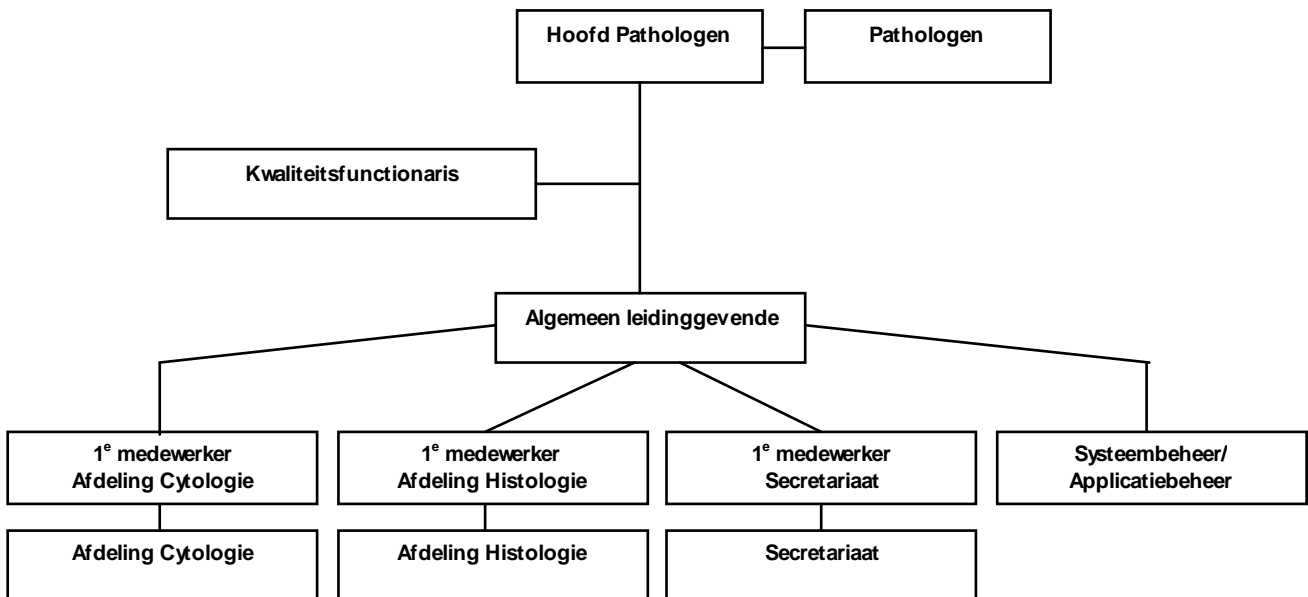 Hoofd Pathologen
Pathologen
Kwaliteitsfunctionaris
Algemeen leidinggevende
1e medewerker
Afdeling Cytologie
1e medewerker
Afdeling Histologie
1e medewerker
Secretariaat
Systeembeheer/
Applicatiebeheer
Afdeling Cytologie
Afdeling Histologie
Secretariaat